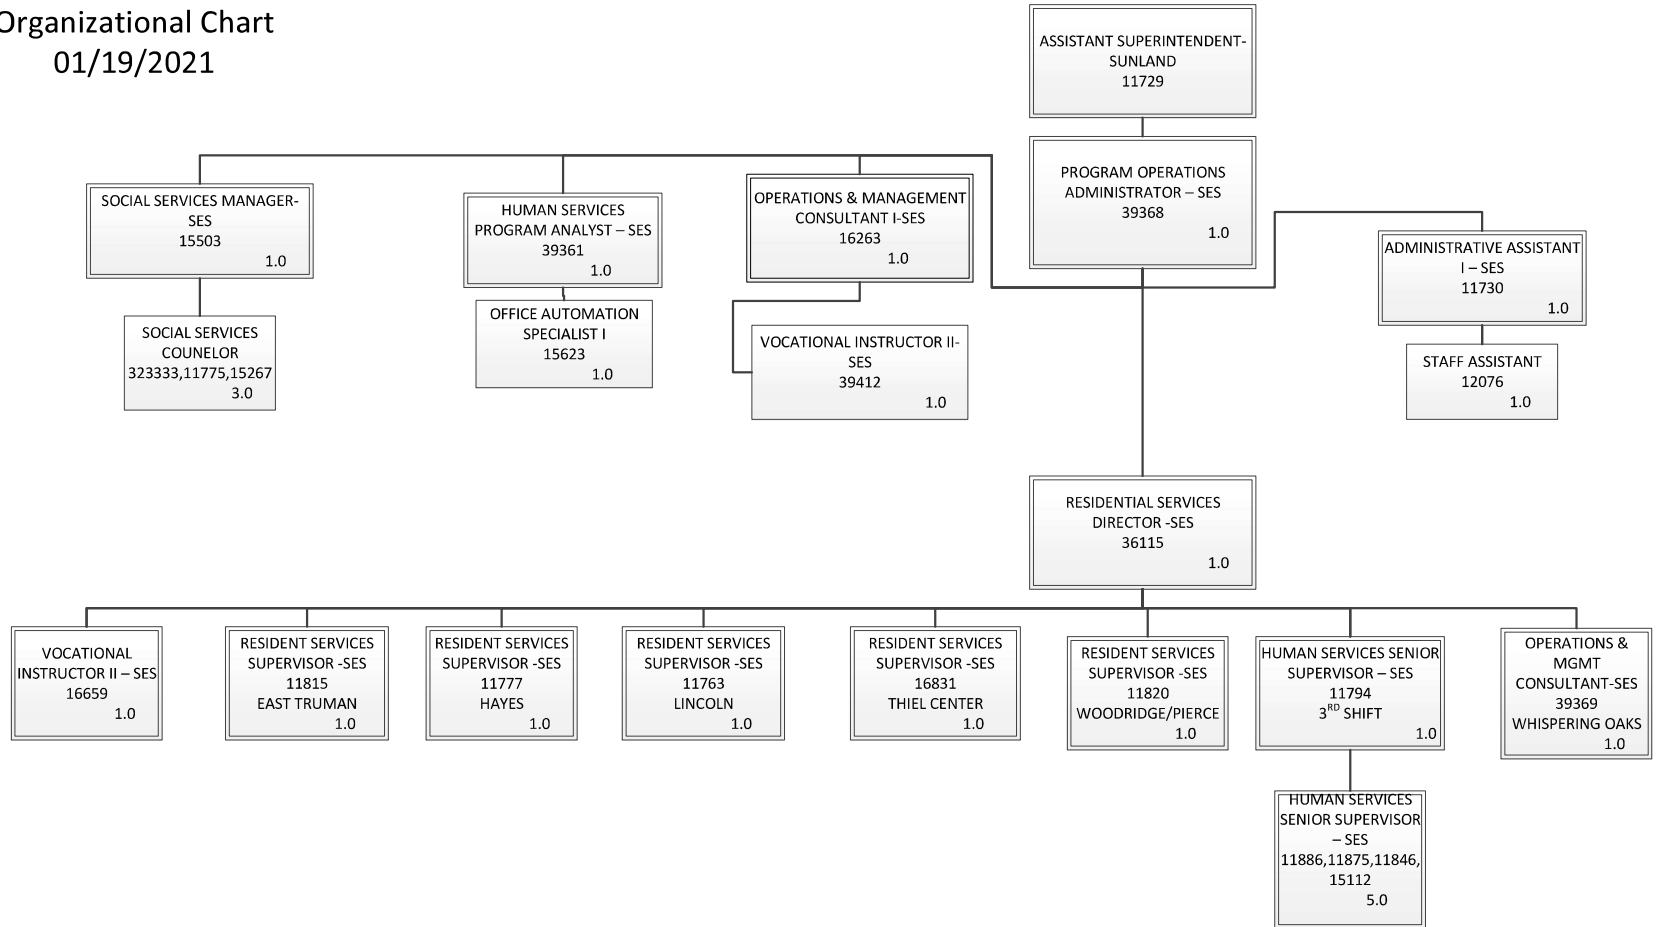 Organizational Chart
01/19/2021
ASSISTANT SUPERINTENDENT-
SUNLAND
11729
PROGRAM OPERATIONS
ADMINISTRATOR – SES
39368
1.0
SOCIAL SERVICES MANAGER-
SES
15503
1.0
HUMAN SERVICES
PROGRAM ANALYST – SES
39361
1.0
OPERATIONS & MANAGEMENT
CONSULTANT I-SES
16263
1.0
ADMINISTRATIVE ASSISTANT
I – SES
11730
1.0
SOCIAL SERVICES
COUNELOR
323333,11775,15267
3.0
OFFICE AUTOMATION
SPECIALIST I
15623
1.0
VOCATIONAL INSTRUCTOR II-
SES
39412
1.0
STAFF ASSISTANT
12076
1.0
RESIDENTIAL SERVICES
DIRECTOR -SES
36115
1.0
VOCATIONAL
INSTRUCTOR II – SES
16659
1.0
RESIDENT SERVICES
SUPERVISOR -SES
11815
EAST TRUMAN
1.0
RESIDENT SERVICES
SUPERVISOR -SES
11777
HAYES
1.0
RESIDENT SERVICES
SUPERVISOR -SES
11763
LINCOLN
1.0
RESIDENT SERVICES
SUPERVISOR -SES
16831
THIEL CENTER
1.0
RESIDENT SERVICES
SUPERVISOR -SES
11820
WOODRIDGE/PIERCE
1.0
HUMAN SERVICES SENIOR
SUPERVISOR – SES
11794
3RD SHIFT
1.0
OPERATIONS &
MGMT
CONSULTANT-SES
39369
WHISPERING OAKS
1.0
HUMAN SERVICES
SENIOR SUPERVISOR
– SES
11886,11875,11846,
15112
5.0